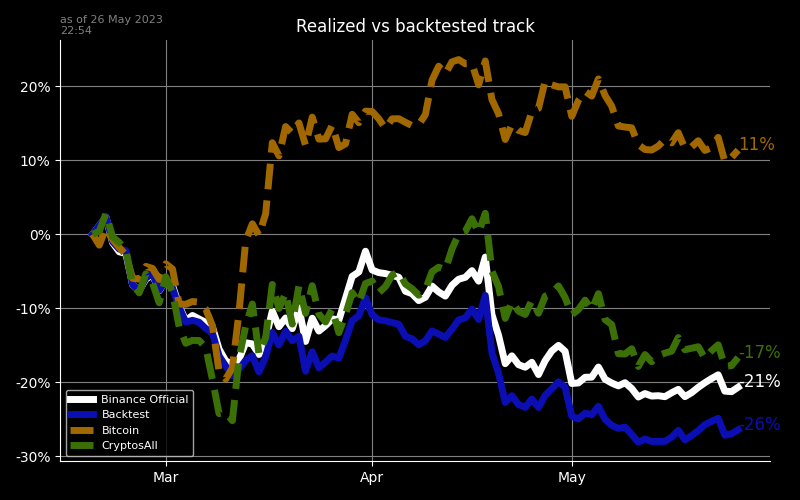 as of 26 May 2023
22:54
Realized vs backtested track
20%
10%
0%
-10%
-20%
-30%
11%
-17%
-21%
-26%
Binance Official
Backtest
Bitcoin
CryptosAll
Mar
Apr
May